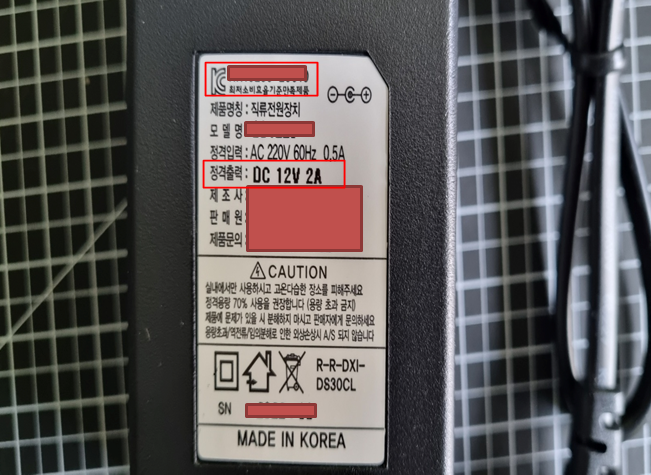 최저소비효율기준만족제품
제품명칭 : 직류전원장치
모 델 명
정격입력 : AC 220V 60Hz 0.5A
정격출력 : DC 12V 2A
제 조 사 :
판 매 원 :
제품문의 :
CAUTION
실내에서만 사용하시고 고온다습한 장소를 피해주세요
정격용량 70% 사용을 권장합니다 (용량 초과 금지)
제품에 문제가 있을 시 분해하지 마시고 판매자에게 문의하세요
용량초과/역전류/임의분해로 인한 외상손상시 A/S 되지 않습니다
R-R-DXI-
DS30CL
SN
MADE IN KOREA